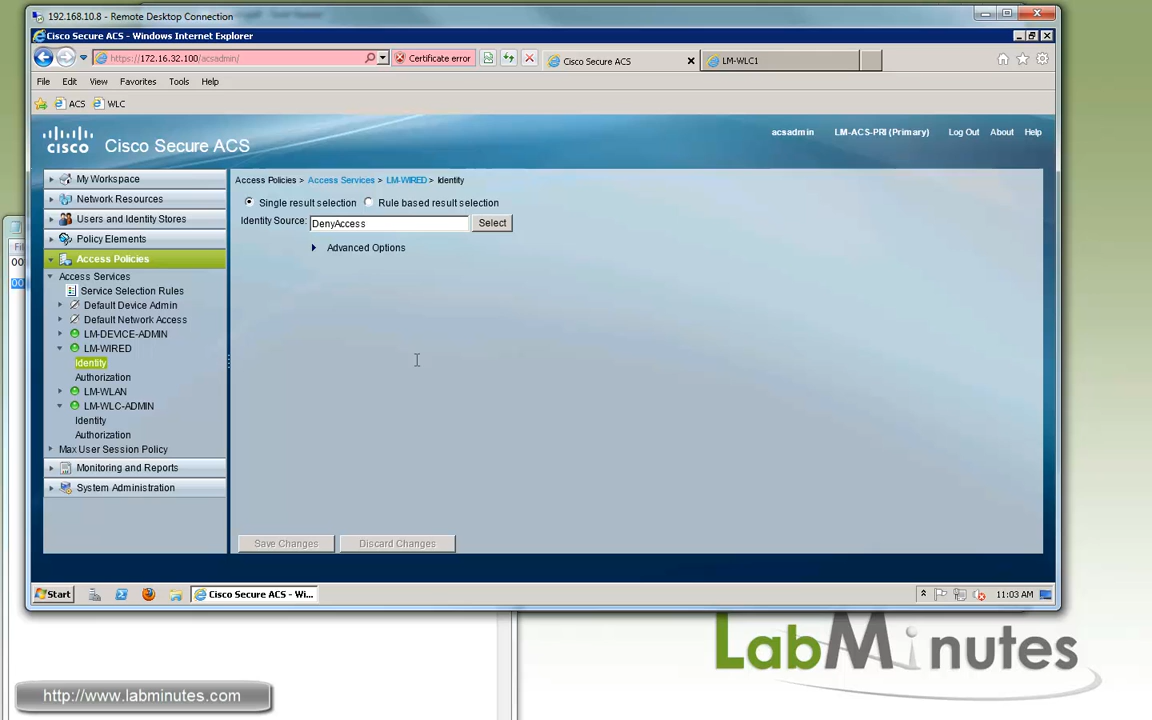 192.168.10.8 - Remote Desktop Connection
Cisco Secure ACS - Windows Internet Explorer
https://172.16.32.100/acsadmin/
Certificate error
Cisco Secure ACS
LM-WLC1
File Edit View Favorites Tools Help
ACS WLC
CISCO
Cisco Secure ACS
acsadmin LM-ACS-PRI (Primary) Log Out About Help
My Workspace
Network Resources
Users and Identity Stores
Policy Elements
Access Policies
Access Services
Service Selection Rules
Default Device Admin
Default Network Access
LM-DEVICE-ADMIN
LM-WIRED
Identity
Authorization
LM-WLAN
LM-WLC-ADMIN
Identity
Authorization
Max User Session Policy
Monitoring and Reports
System Administration
Access Policies > Access Services > LM-WIRED > Identity
Single result selection Rule based result selection
Identity Source: DenyAccess Select
Advanced Options
Save Changes Discard Changes
Start
Cisco Secure ACS - Wi...
11:03 AM
Fi
00
00
LabMinutes
http://www.labminutes.com